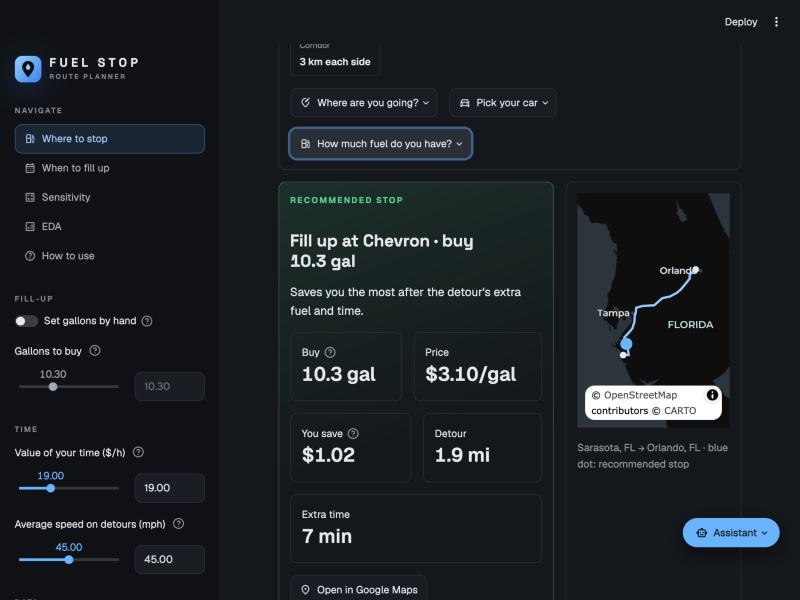 Deploy
FUEL STOP
ROUTE PLANNER
NAVIGATE
Where to stop
When to fill up
Sensitivity
EDA
How to use
FILL-UP
Set gallons by hand
Gallons to buy
10.30
10.30
TIME
Value of your time ($/h)
19.00
19.00
Average speed on detours (mph)
45.00
45.00
Corridor
3 km each side
Where are you going?
Pick your car
How much fuel do you have?
RECOMMENDED STOP
Fill up at Chevron · buy
10.3 gal
Saves you the most after the detour's extra
fuel and time.
Buy
10.3 gal
Price
$3.10/gal
You save
$1.02
Detour
1.9 mi
Extra time
7 min
Open in Google Maps
Orlando
Tampa
FLORIDA
© OpenStreetMap
contributors © CARTO
Sarasota, FL → Orlando, FL · blue
dot: recommended stop
Assistant